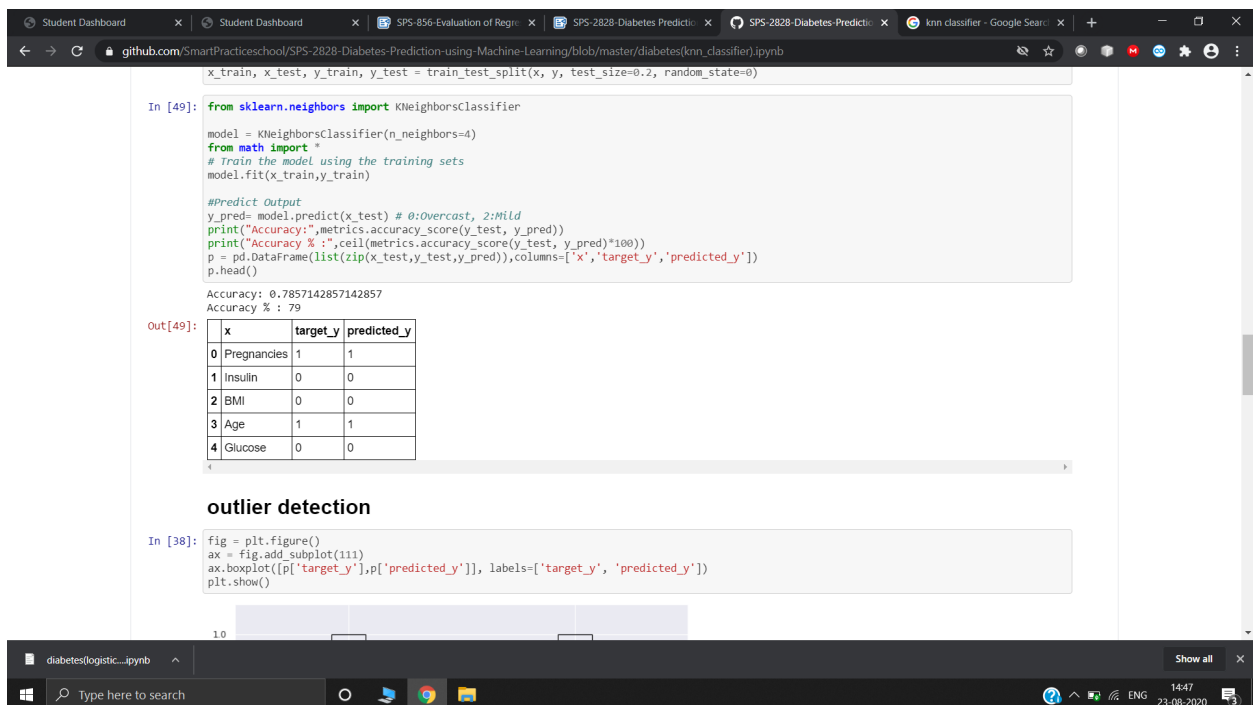 Student Dashboard
Student Dashboard
SPS-856-Evaluation of Regre
SPS-2828-Diabetes Predictio
SPS-2828-Diabetes-Predictio
knn classifier - Google Searc
github.com/SmartPracticeschool/SPS-2828-Diabetes-Prediction-using-Machine-Learning/blob/master/diabetes(knn_classifier).ipynb
x_train, x_test, y_train, y_test = train_test_split(x, y, test_size=0.2, random_state=0)
In [49]: from sklearn.neighbors import KNeighborsClassifier
model = KNeighborsClassifier(n_neighbors=4)
from math import *
# Train the model using the training sets
model.fit(x_train,y_train)
#Predict Output
y_pred= model.predict(x_test) # 0:Overcast, 2:Mild
print("Accuracy:",metrics.accuracy_score(y_test, y_pred))
print("Accuracy % :",ceil(metrics.accuracy_score(y_test, y_pred)*100))
p = pd.DataFrame(list(zip(x_test,y_test,y_pred)),columns=['x','target_y','predicted_y'])
p.head()
Accuracy: 0.7857142857142857
Accuracy % : 79
Out[49]:
x target_y predicted_y
0 Pregnancies 1 1
1 Insulin 0 0
2 BMI 0 0
3 Age 1 1
4 Glucose 0 0
outlier detection
In [38]: fig = plt.figure()
ax = fig.add_subplot(111)
ax.boxplot([p['target_y'],p['predicted_y']], labels=['target_y', 'predicted_y'])
plt.show()
1.0
diabetes(logistic....ipynb
Show all
Type here to search
ENG
14:47
23-08-2020
3